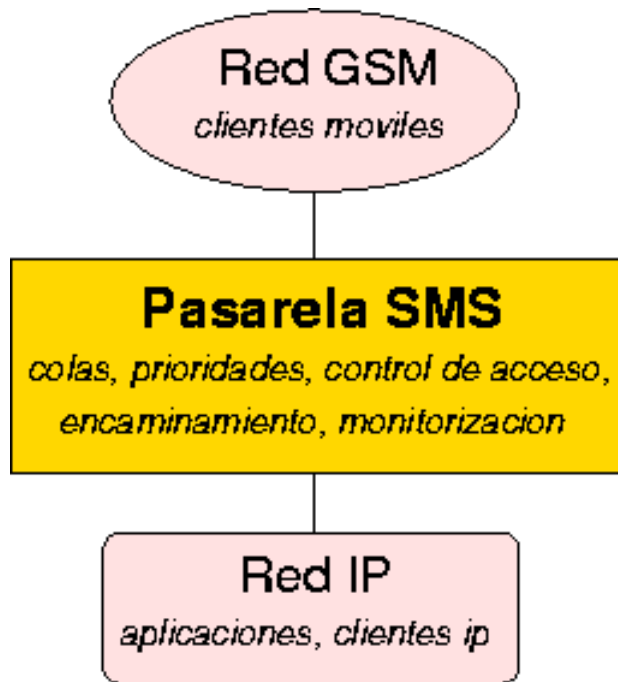 Red GSM
clientes moviles
Pasarela SMS
colas, prioridades, control de acceso,
encaminamiento, monitorizacion
Red IP
aplicaciones, clientes ip